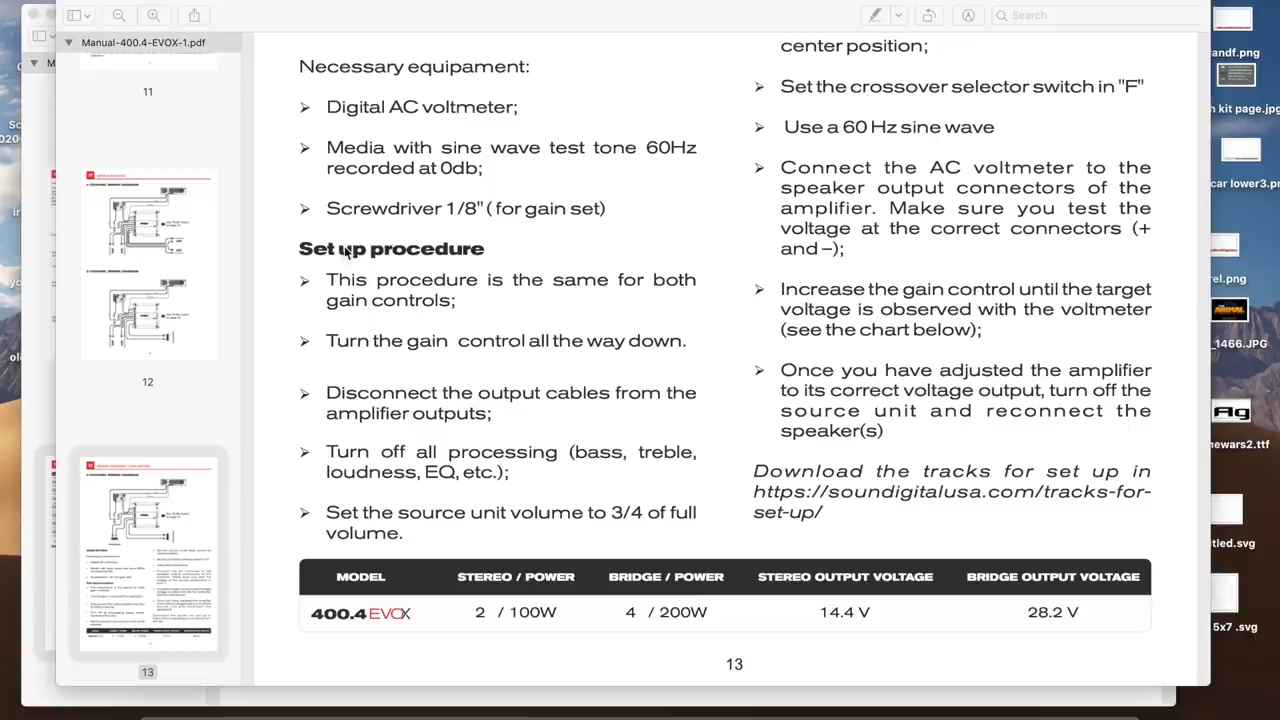 Search
Manual-400.4-EVOX-1.pdf
11
12
13
Necessary equipament:
➢ Digital AC voltmeter;
➢ Media with sine wave test tone 60Hz
recorded at 0db;
➢ Screwdriver 1/8" ( for gain set)
Set up procedure
➢ This procedure is the same for both
gain controls;
➢ Turn the gain control all the way down.
➢ Disconnect the output cables from the
amplifier outputs;
➢ Turn off all processing (bass, treble,
loudness, EQ, etc.);
➢ Set the source unit volume to 3/4 of full
volume.
center position;
➢ Set the crossover selector switch in "F"
➢ Use a 60 Hz sine wave
➢ Connect the AC voltmeter to the
speaker output connectors of the
amplifier. Make sure you test the
voltage at the correct connectors (+
and –);
➢ Increase the gain control until the target
voltage is observed with the voltmeter
(see the chart below);
➢ Once you have adjusted the amplifier
to its correct voltage output, turn off the
source unit and reconnect the
speaker(s)
Download the tracks for set up in
https://soundigitalusa.com/tracks-for-
set-up/
MODEL STEREO / POWER BRIDGE / POWER VOLTAGE
400.4 EVOX 2 / 100W 4 / 200W 14.4 V 28.2 V
13
andf.png
h kit page.jpg
car lower3.pn
rel.png
_1466.JPG
Ag
newars2.ttf
titled.svg
5x7 .svg